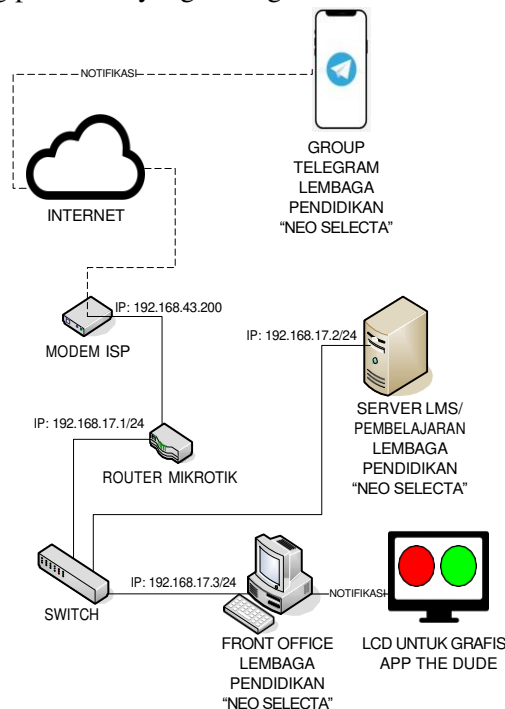 NOTIFIKASI
GROUP
TELEGRAM
LEMBAGA
PENDIDIKAN
“NEO SELECTA”
INTERNET
IP: 192.168.43.200
MODEM ISP
IP: 192.168.17.2/24
SERVER LMS/
PEMBELAJARAN
LEMBAGA
PENDIDIKAN
“NEO SELECTA”
IP: 192.168.17.1/24
ROUTER MIKROTIK
SWITCH
IP: 192.168.17.3/24
FRONT OFFICE
LEMBAGA
PENDIDIKAN
“NEO SELECTA”
NOTIFIKASI
LCD UNTUK GRAFIS
APP THE DUDE